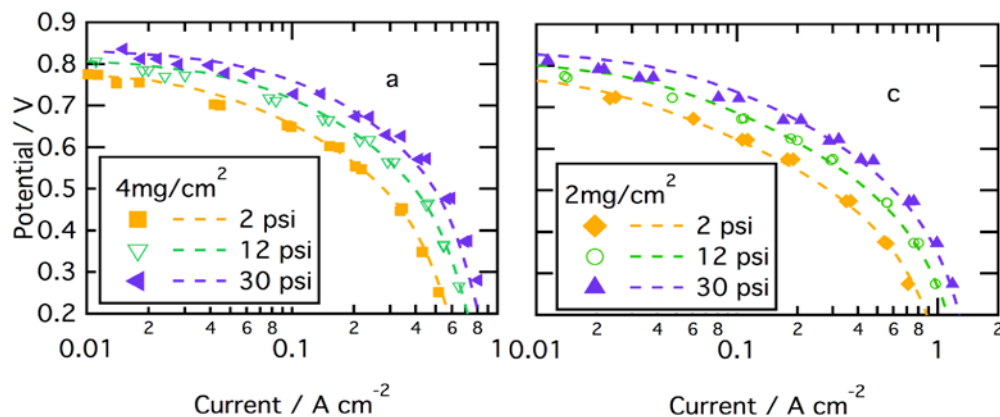 0.9
0.8
0.7
0.6
0.5
0.4
0.3
0.2
Potential / V
a
4mg/cm²
2 psi
12 psi
30 psi
2 4 6 8 2 4 6 8
0.01 0.1 1
Current / A cm⁻²
c
2mg/cm²
2 psi
12 psi
30 psi
2 4 6 8 2 4 6 8 2
0.01 0.1 1
Current / A cm⁻²